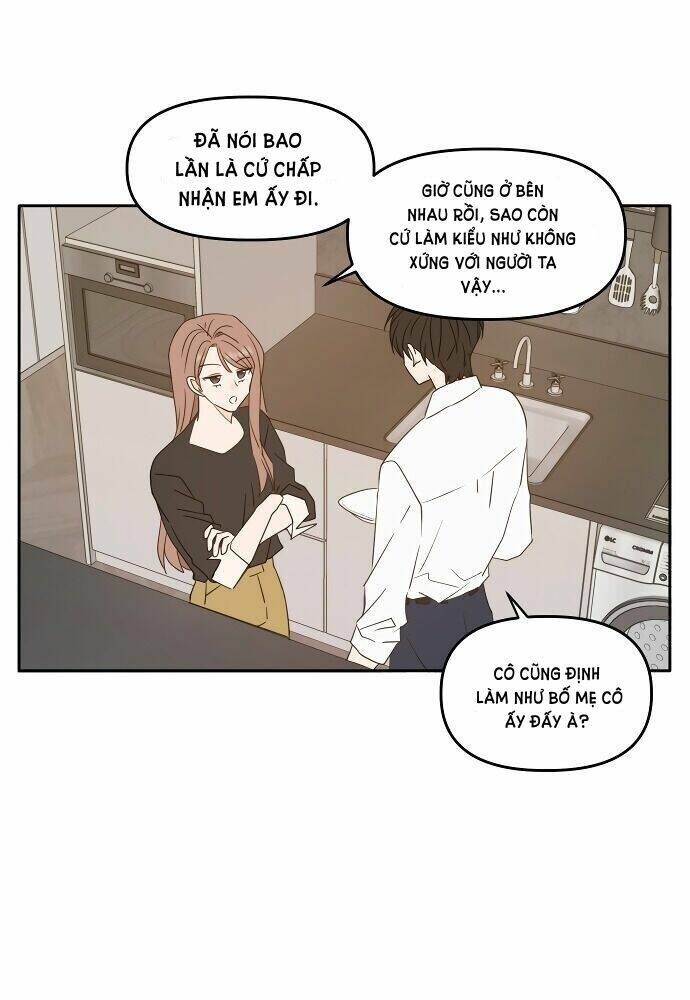 ĐÃ NÓI BAO
LẦN LÀ CỨ CHẤP
NHẬN EM ẤY ĐI.
GIỜ CŨNG Ở BÊN
NHAU RỒI, SAO CÒN
CỨ LÀM KIỂU NHƯ KHÔNG
XỨNG VỚI NGƯỜI TA
VẬY...
LC CROMM
CÔ CŨNG ĐỊNH
LÀM NHƯ BỐ MẸ CÔ
ẤY ĐẤY À?